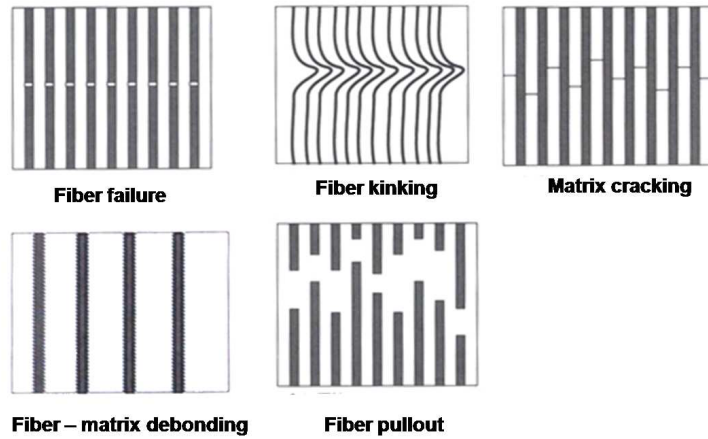 Fiber failure
Fiber kinking
Matrix cracking
Fiber – matrix debonding
Fiber pullout